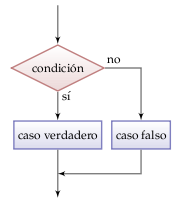 condición
no
sí
caso verdadero
caso falso